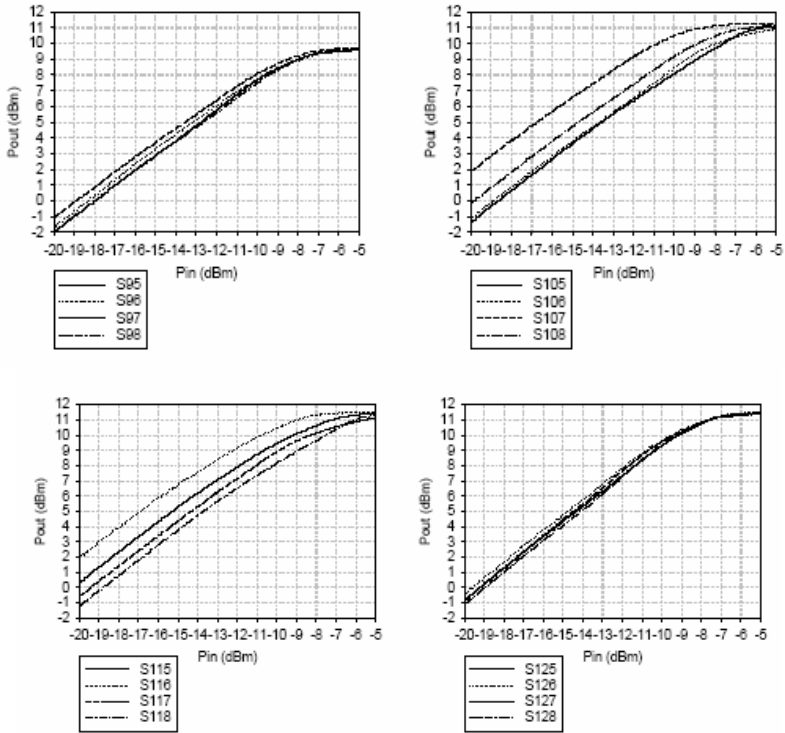 12
11
10
9
8
7
6
5
4
3
2
1
0
-1
-2
Pout (dBm)
-20-19-18-17-16-15-14-13-12-11-10 -9 -8 -7 -6 -5
Pin (dBm)
S95
S96
S97
S98
12
11
10
9
8
7
6
5
4
3
2
1
0
-1
-2
Pout (dBm)
-20-19-18-17-16-15-14-13-12-11-10 -9 -8 -7 -6 -5
Pin (dBm)
S105
S106
S107
S108
12
11
10
9
8
7
6
5
4
3
2
1
0
-1
-2
Pout (dBm)
-20-19-18-17-16-15-14-13-12-11-10 -9 -8 -7 -6 -5
Pin (dBm)
S115
S116
S117
S118
12
11
10
9
8
7
6
5
4
3
2
1
0
-1
-2
Pout (dBm)
-20-19-18-17-16-15-14-13-12-11-10 -9 -8 -7 -6 -5
Pin (dBm)
S125
S126
S127
S128